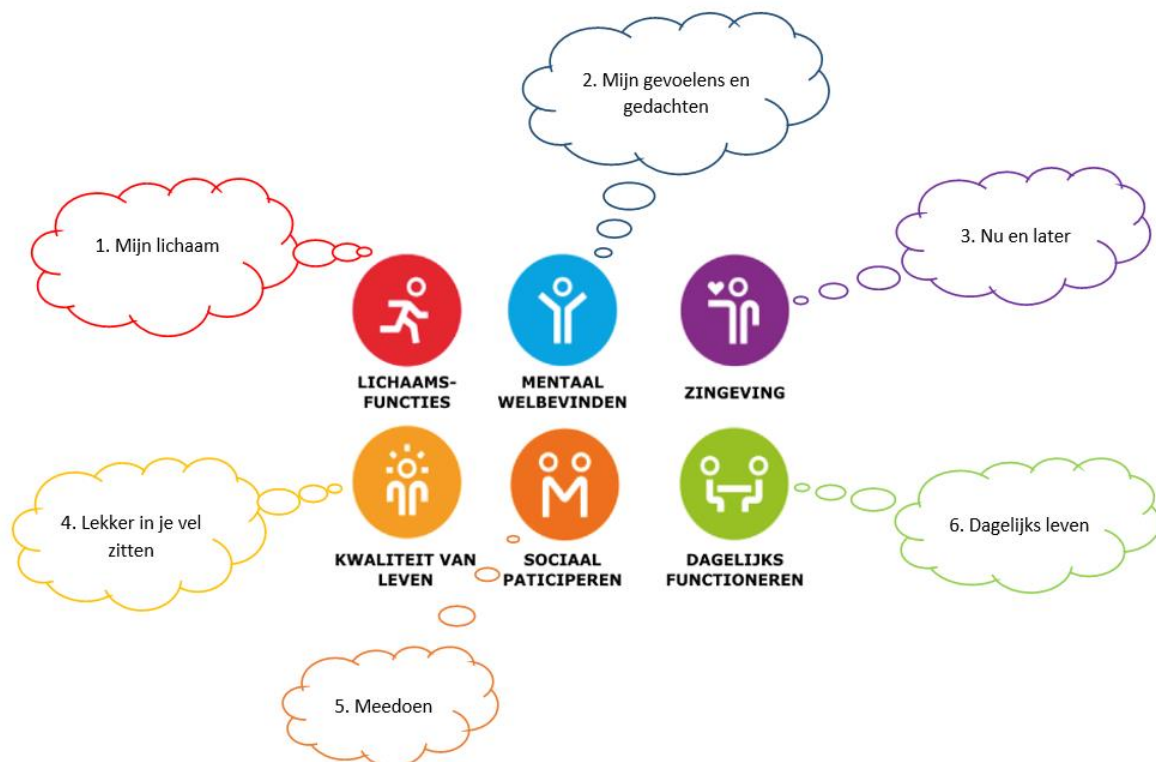 2. Mijn gevoelens en
gedachten
1. Mijn lichaam
3. Nu en later
LICHAAMS-
FUNCTIES
MENTAAL
WELBEVINDEN
ZINGEVING
4. Lekker in je vel
zitten
6. Dagelijks leven
KWALITEIT VAN
LEVEN
SOCIAAL
PATICIPEREN
DAGELIJKS
FUNCTIONEREN
5. Meedoen